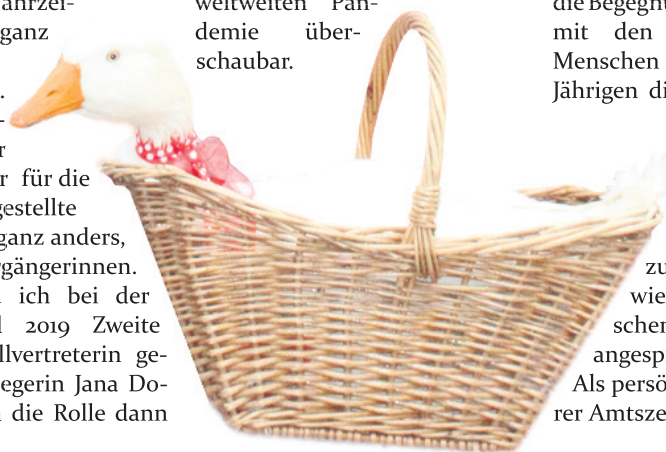 ahrzei-
ganz
.
-
r
r für die
gestellte
ganz anders,
rgängerinnen.
ich bei der
2019 Zweite
llvertreterin ge-
egerin Jana Do-
die Rolle dann
weltweiten Pan-
demie über-
schaubar.
die Begegn
mit den
Menschen
Jährigen di
zu
wie
schen
angesp
Als persö
rer Amtsze